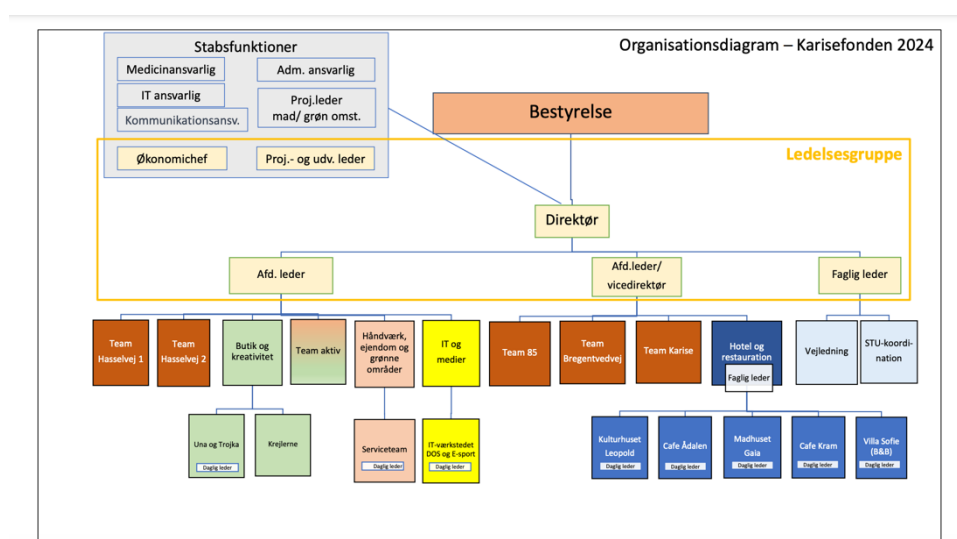 Organisationsdiagram – Karisefonden 2024
Stabsfunktioner
Medicinansvarlig
Adm. ansvarlig
IT ansvarlig
Proj.leder
mad/ grøn omst.
Kommunikationsansv.
Økonomichef
Proj.- og udv. leder
Bestyrelse
Ledelsesgruppe
Direktør
Afd. leder
Afd.leder/
vicedirektør
Faglig leder
Team
Hasselvej 1
Team
Hasselvej 2
Butik og
kreativitet
Team aktiv
Håndværk,
ejendom og
grønne
områder
IT og
medier
Team 85
Team
Bregentvedvej
Team Karise
Hotel og
restauration
Faglig leder
Vejledning
STU-koordi-
nation
Una og Trojka
Daglig leder
Krejlerne
Serviceteam
Daglig leder
IT-værkstedet
DOS og E-sport
Daglig leder
Kulturhuset
Leopold
Daglig leder
Cafe Ådalen
Daglig leder
Madhuset
Gaia
Daglig leder
Cafe Kram
Daglig leder
Villa Sofie
(B&B)
Daglig leder